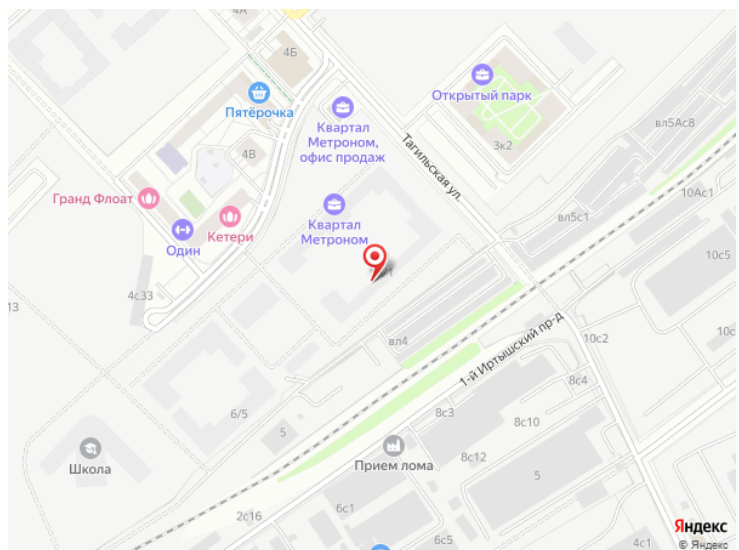 4А
4Б
Пятёрочка
4В
Квартал
Метроном,
офис продаж
Открытый парк
3к2
Тагильская ул.
вл5Ас8
10Ас1
вл5с1
10с5
Гранд Флоат
Один
Кетери
Квартал
Метроном
4с33
13
вл4
1-й Иртышский пр-д
10с2
10с
8с4
8с3
8с10
8с12
5
6/5
5
Школа
Прием лома
2с16
6с1
6с5
4с1
Яндекс
© Яндекс